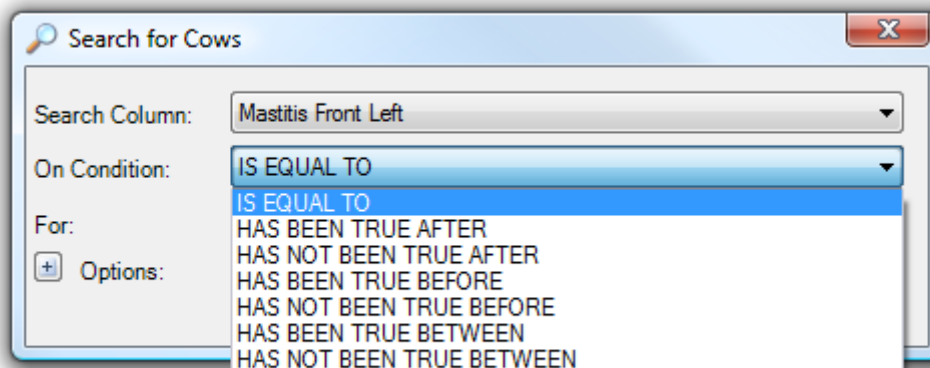 Search for Cows
Search Column: Mastitis Front Left
On Condition: IS EQUAL TO
IS EQUAL TO
For:
HAS BEEN TRUE AFTER
HAS NOT BEEN TRUE AFTER
Options:
HAS BEEN TRUE BEFORE
HAS NOT BEEN TRUE BEFORE
HAS BEEN TRUE BETWEEN
HAS NOT BEEN TRUE BETWEEN